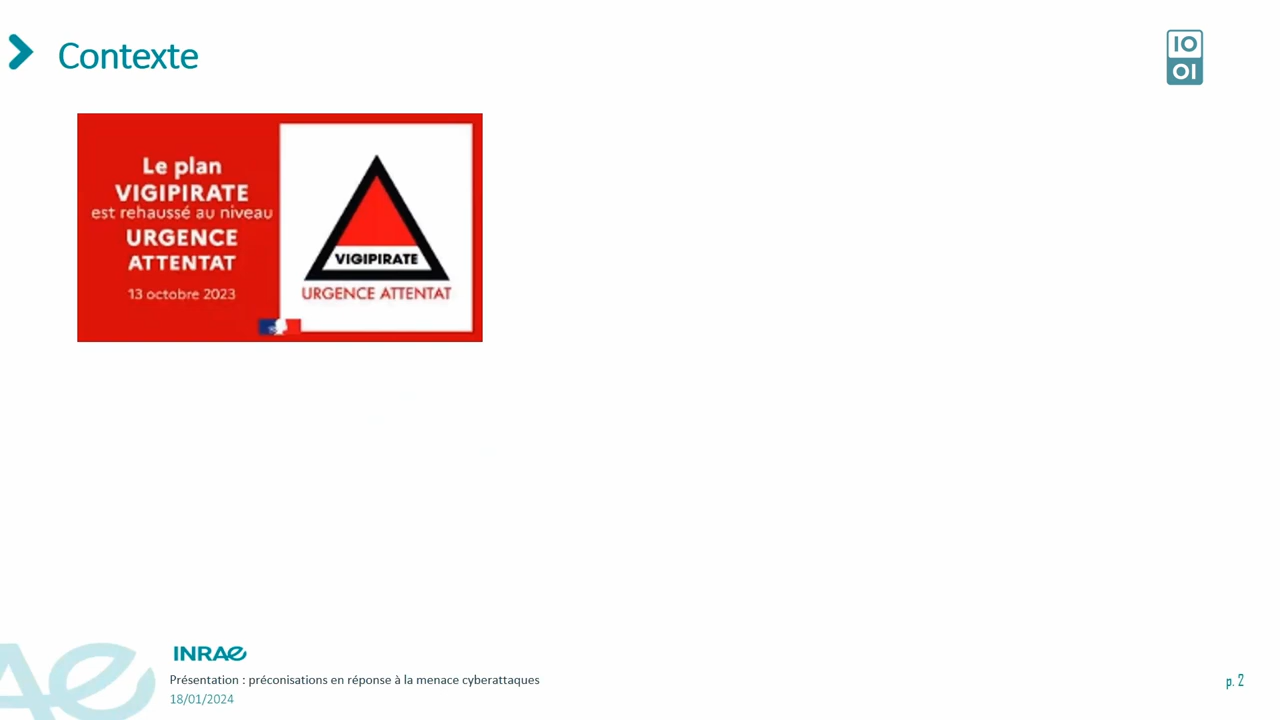 Contexte
IO
OI
Le plan
VIGIPIRATE
est rehaussé au niveau
URGENCE
ATTENTAT
13 octobre 2023
VIGIPIRATE
URGENCE ATTENTAT
INRAE
Présentation : préconisations en réponse à la menace cyberattaques
18/01/2024
p. 2